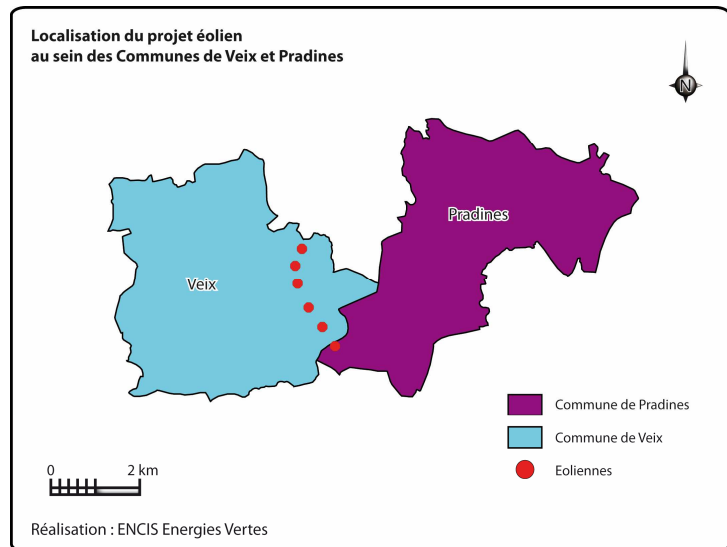 Localisation du projet éolien
au sein des Communes de Veix et Pradines
N
Pradines
Veix
Commune de Pradines
Commune de Veix
Eoliennes
0 2 km
Réalisation : ENCIS Energies Vertes